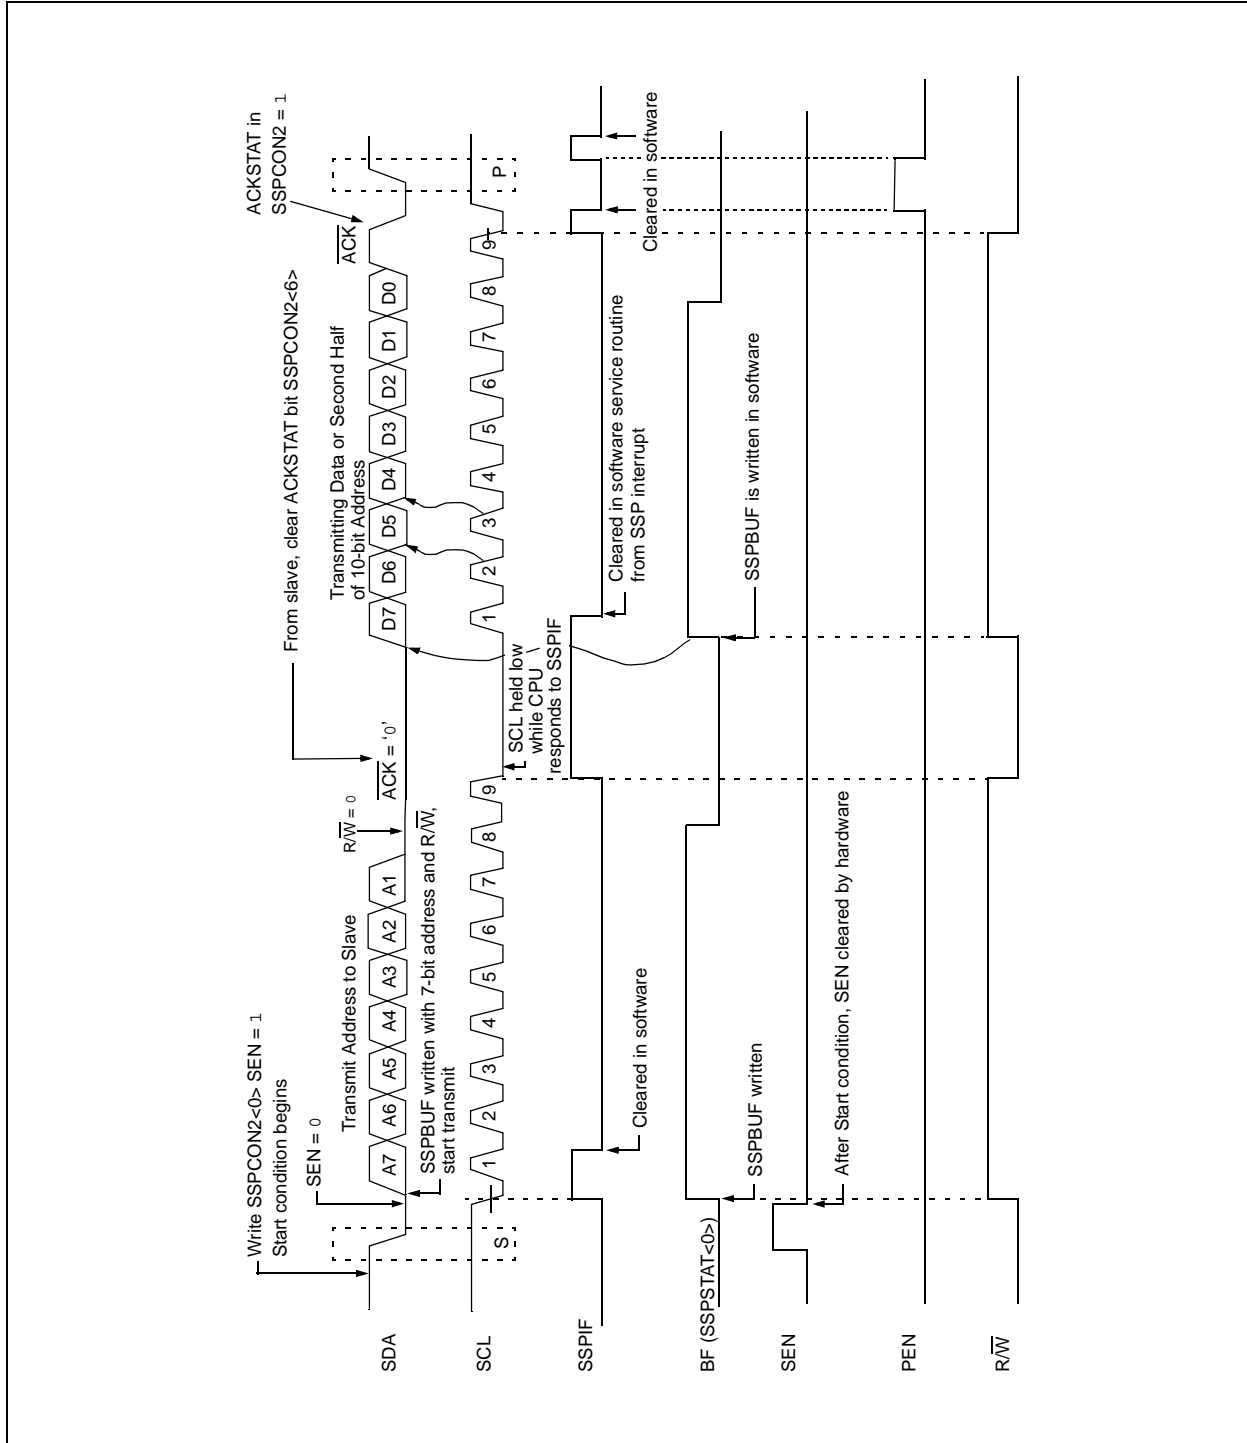 Write SSPCON2<0> SEN = 1
Start condition begins
SEN = 0
Transmit Address to Slave
R/W = 0
From slave, clear ACKSTAT bit SSPCON2<6>
ACK = ‘0’
Transmitting Data or Second Half
of 10-bit Address
ACKSTAT in
SSPCON2 = 1
ACK
SDA
A7 A6 A5 A4 A3 A2 A1
D7 D6 D5 D4 D3 D2 D1 D0
SSPBUF written with 7-bit address and R/W,
start transmit
SCL
S
1 2 3 4 5 6 7 8 9
1 2 3 4 5 6 7 8 9
P
SCL held low
while CPU
responds to SSPIF
SSPIF
Cleared in software
Cleared in software service routine
from SSP interrupt
Cleared in software
BF (SSPSTAT<0>)
SSPBUF written
SSPBUF is written in software
SEN
After Start condition, SEN cleared by hardware
PEN
R/W